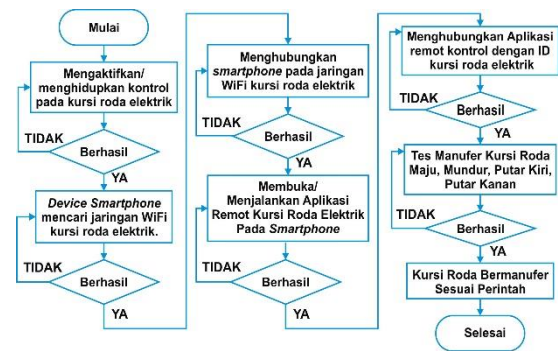 Mulai
Mengaktifkan/
menghidupkan kontrol
pada kursi roda elektrik
TIDAK
Berhasil
YA
Device Smartphone
mencari jaringan WiFi
kursi roda elektrik.
TIDAK
Berhasil
YA
Menghubungkan
smartphone pada jaringan
WiFi kursi roda elektrik
TIDAK
Berhasil
YA
Membuka/
Menjalankan Aplikasi
Remot Kursi Roda Elektrik
Pada Smartphone
TIDAK
Berhasil
YA
Menghubungkan Aplikasi
remot kontrol dengan ID
kursi roda elektrik
TIDAK
Berhasil
YA
Tes Manufer Kursi Roda
Maju, Mundur, Putar Kiri,
Putar Kanan
TIDAK
Berhasil
YA
Kursi Roda Bermanufer
Sesuai Perintah
Selesai